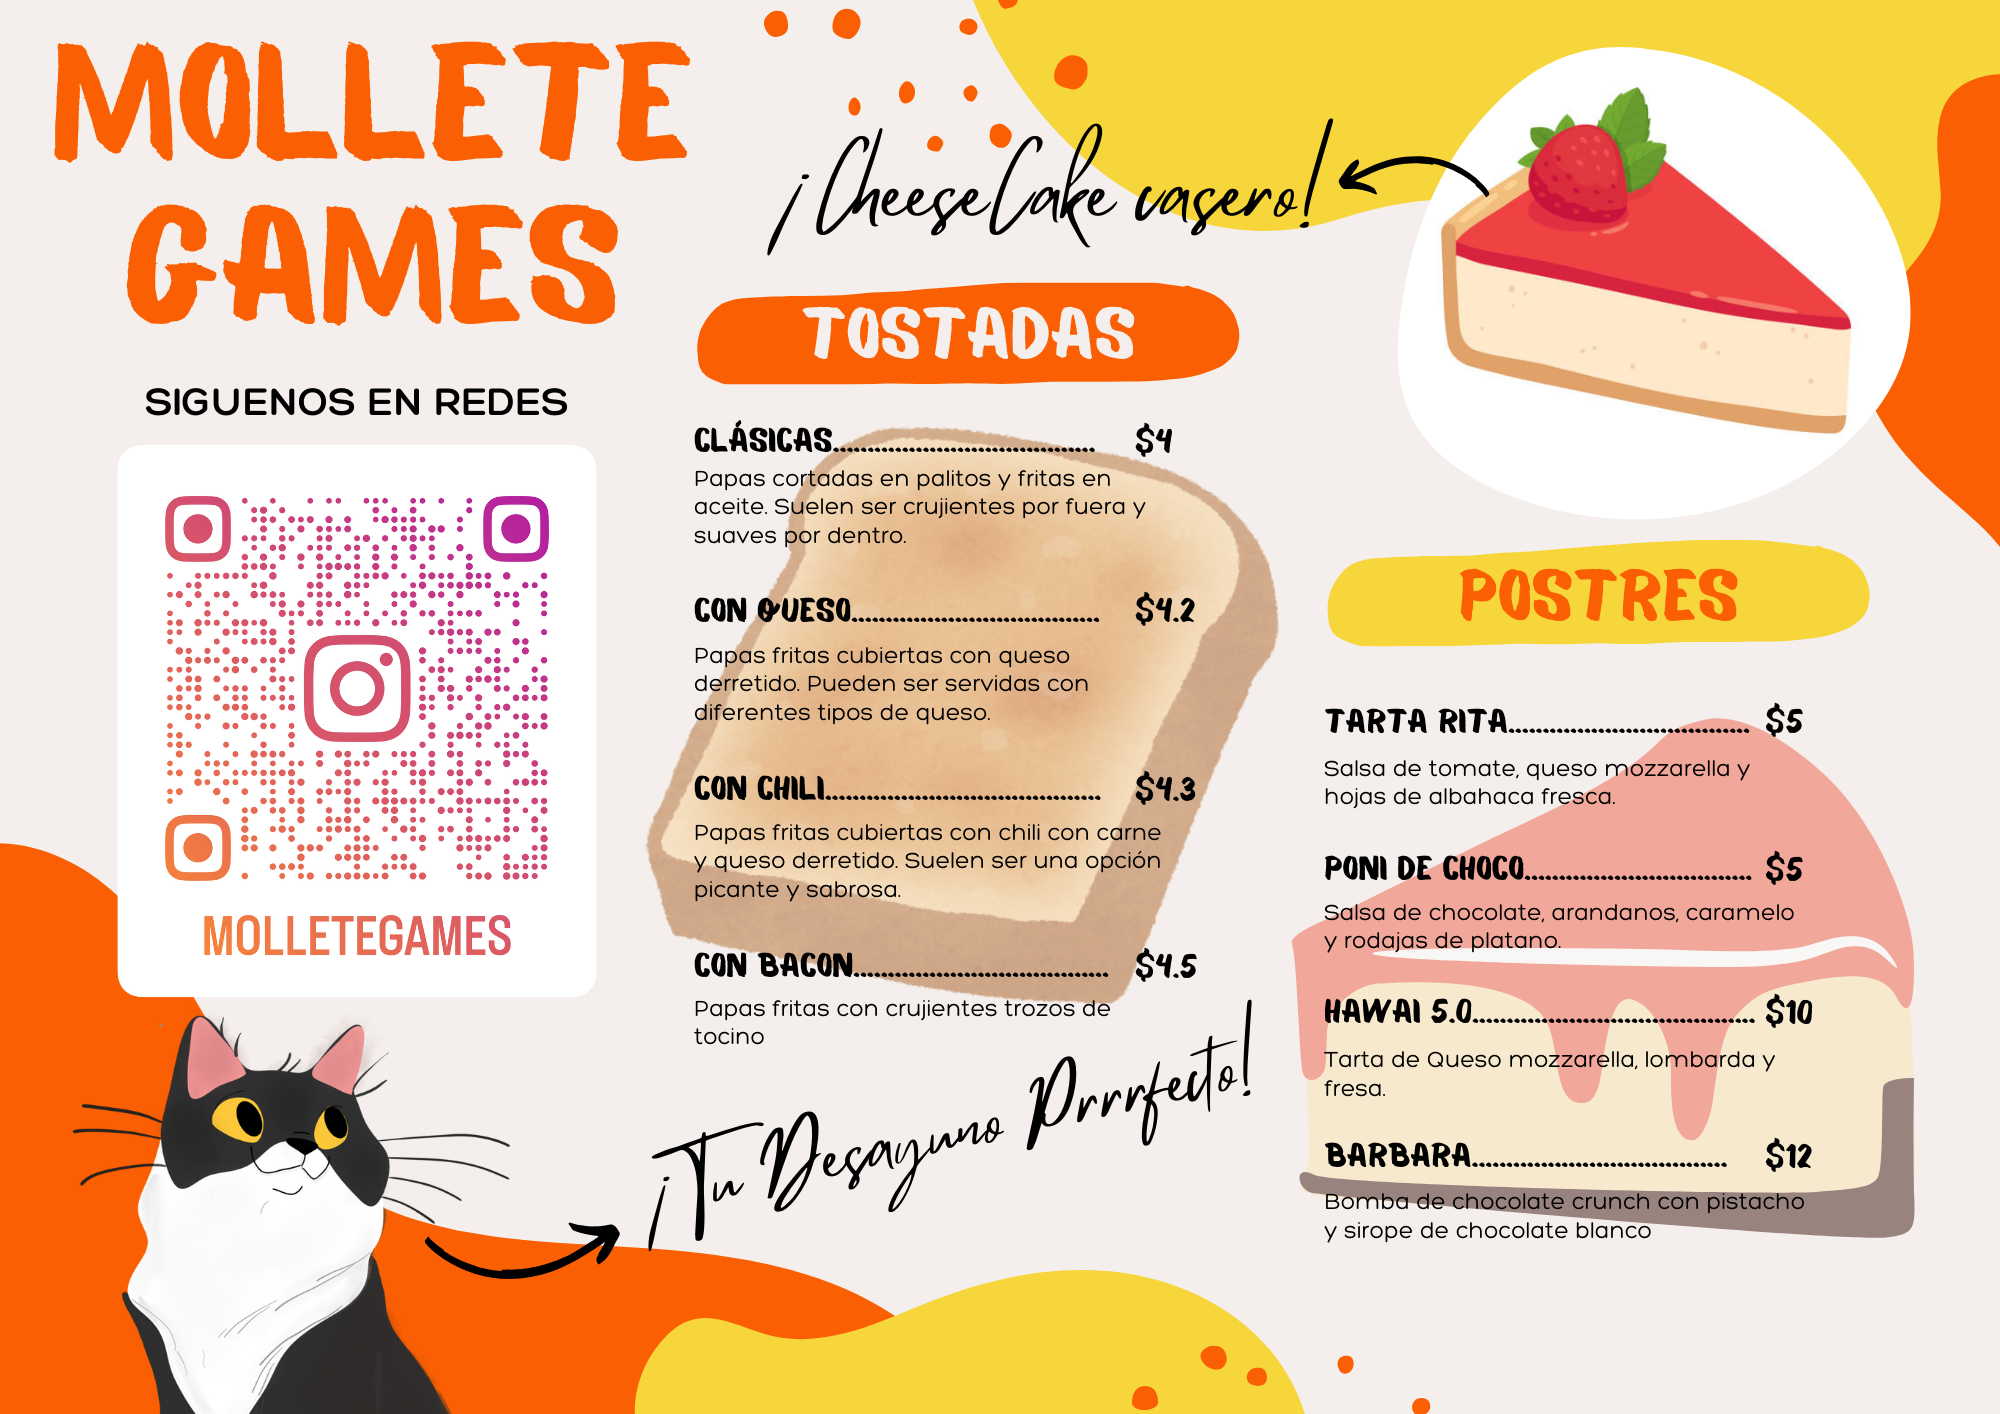 MOLLETE
GAMES
SIGUENOS EN REDES
MOLLETEGAMES
¡CheeseCake casero!
TOSTADAS
CLÁSICAS.......................................... $4
Papas cortadas en palitos y fritas en
aceite. Suelen ser crujientes por fuera y
suaves por dentro.
CON QUESO........................................ $4.2
Papas fritas cubiertas con queso
derretido. Pueden ser servidas con
diferentes tipos de queso.
CON CHILI............................................ $4.3
Papas fritas cubiertas con chili con carne
y queso derretido. Suelen ser una opción
picante y sabrosa.
CON BACON......................................... $4.5
Papas fritas con crujientes trozos de
tocino
¡Tu Desayuno Prrrfecto!
POSTRES
TARTA RITA....................................... $5
Salsa de tomate, queso mozzarella y
hojas de albahaca fresca.
PONI DE CHOCO.................................... $5
Salsa de chocolate, arandanos, caramelo
y rodajas de platano.
HAWAI 5.0............................................. $10
Tarta de Queso mozzarella, lombarda y
fresa.
BARBARA......................................... $12
Bomba de chocolate crunch con pistacho
y sirope de chocolate blanco